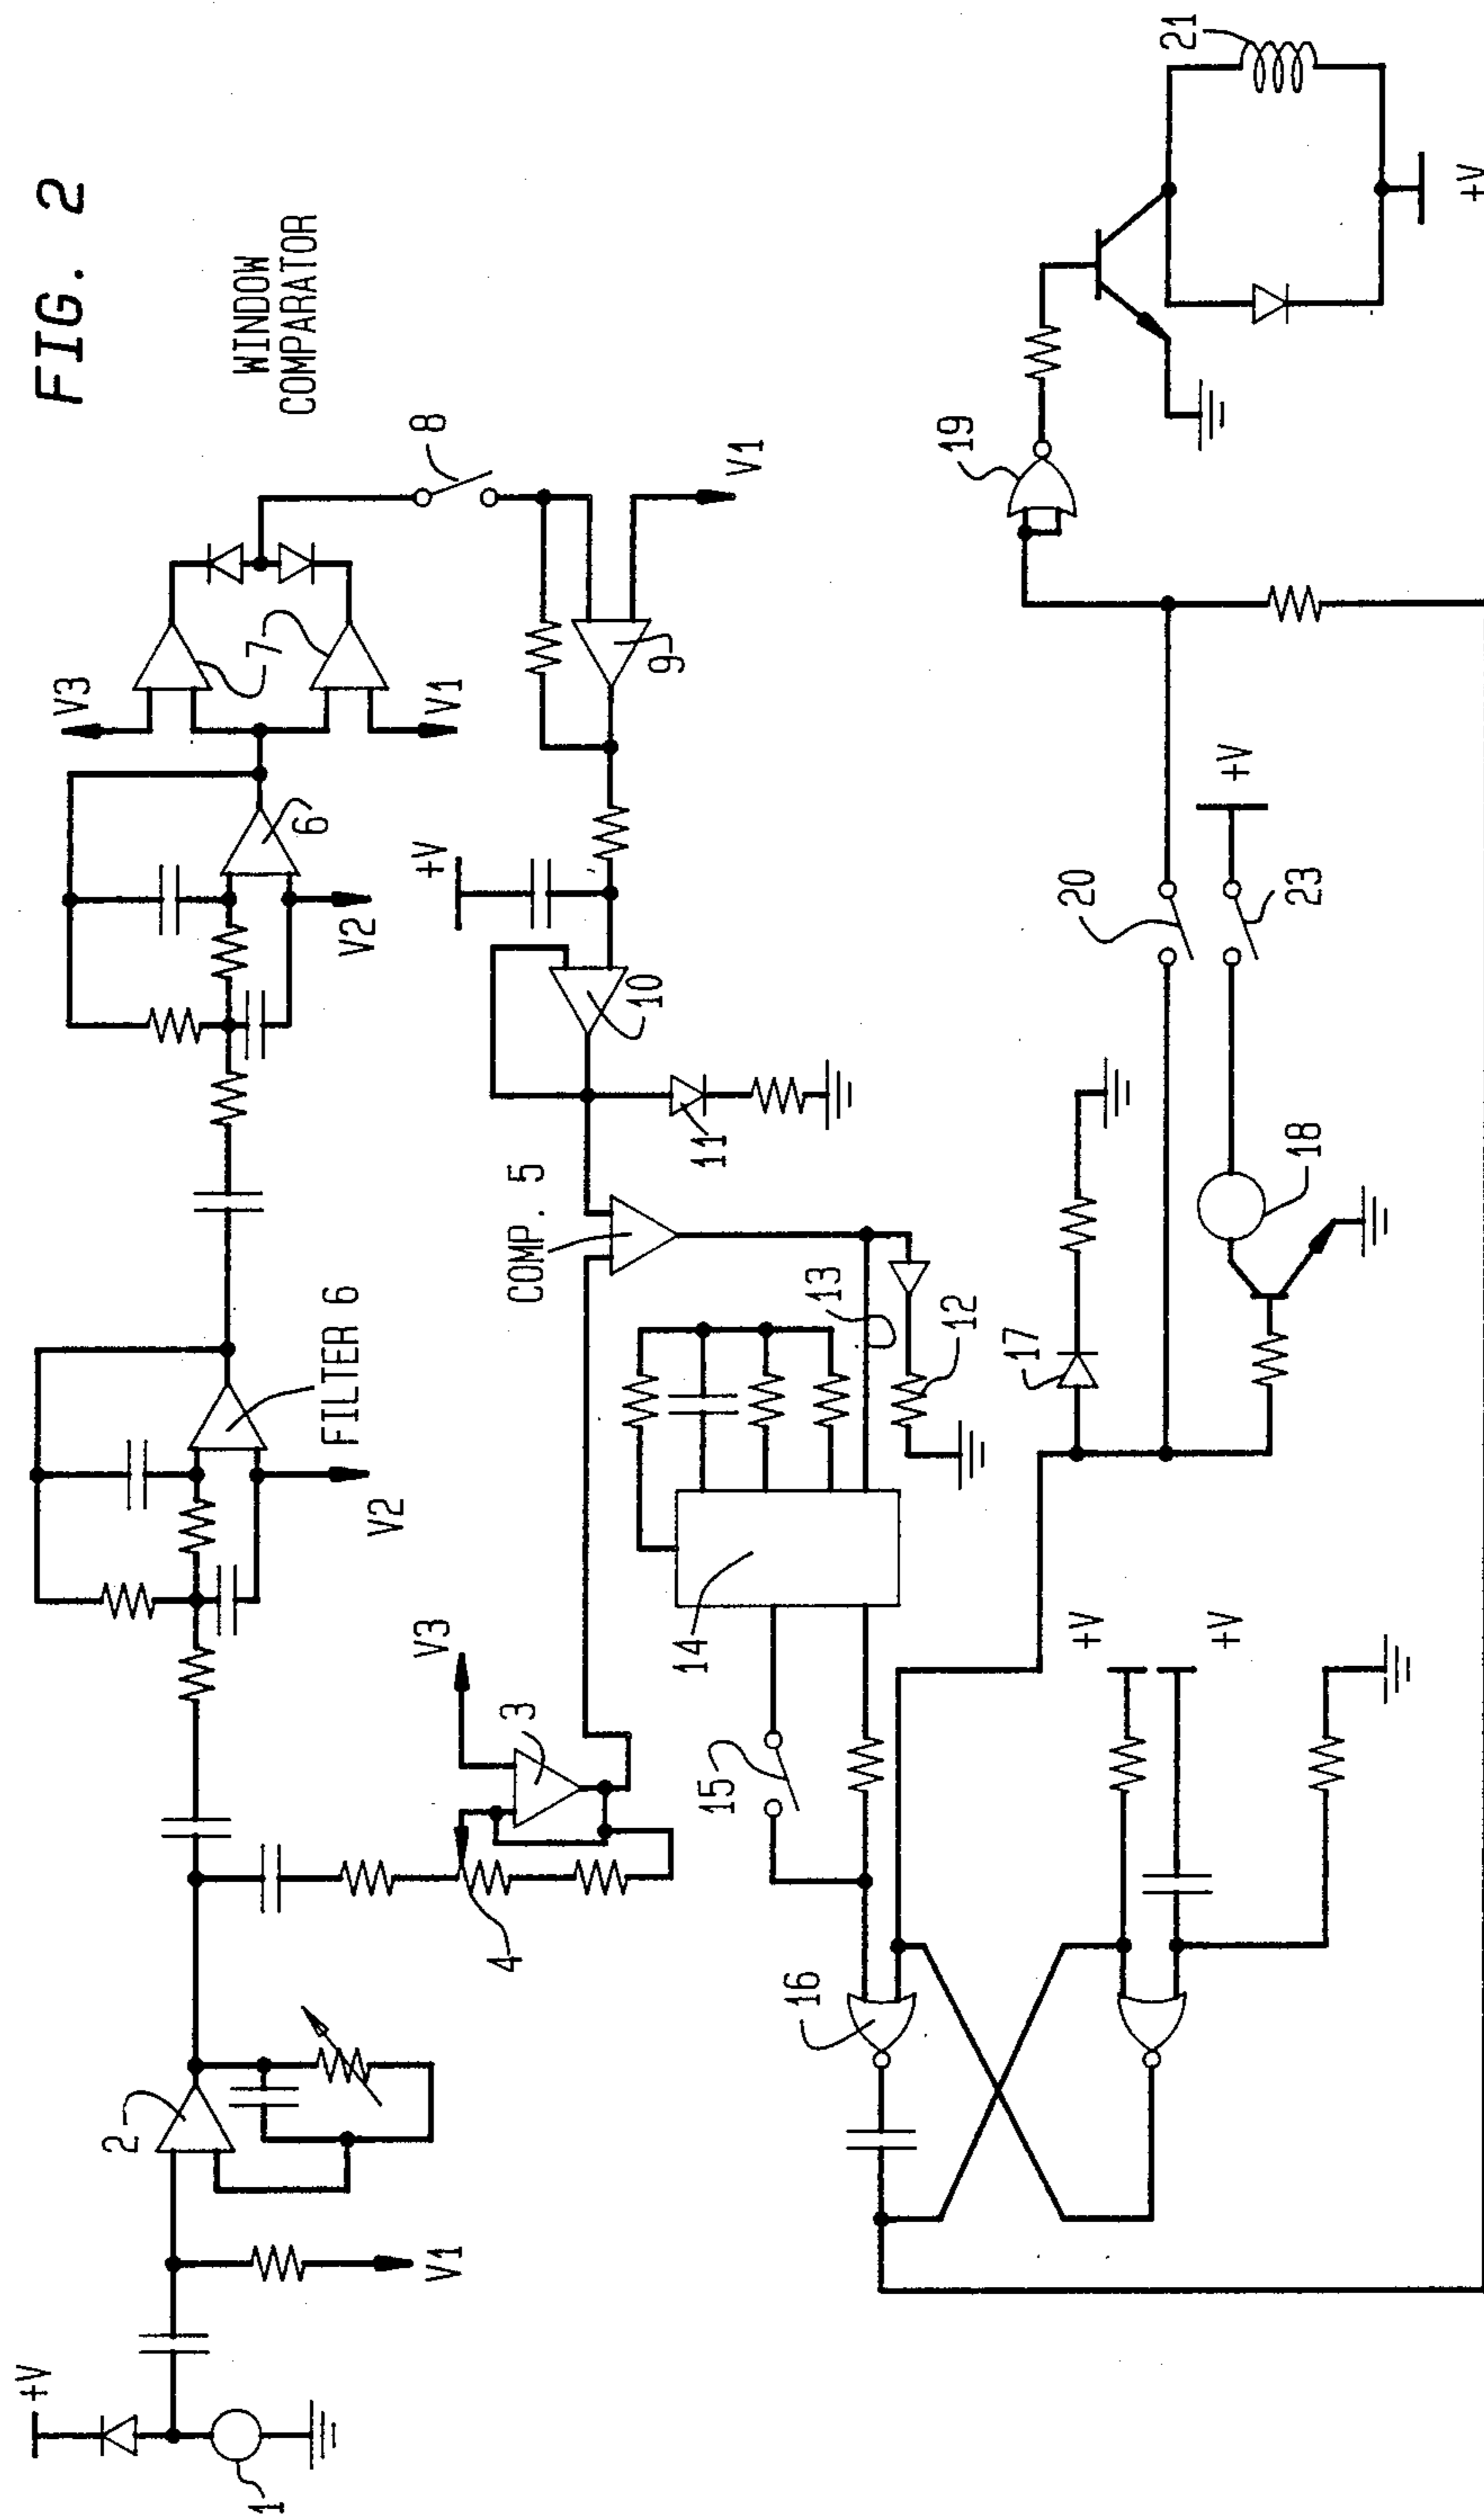 FIG. 2
WINDOW
COMPARATOR
+V
1
V1
2
4
3
V3
FILTER 6
V2
6
V2
V3
7
V1
8
9
V1
+V
10
11
COMP. 5
13
12
14
15
16
17
+V
+V
18
20
23
+V
19
21
+V